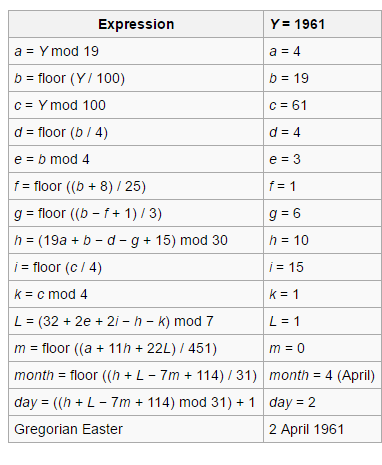 Expression Y = 1961
a = Y mod 19 a = 4
b = floor (Y / 100) b = 19
c = Y mod 100 c = 61
d = floor (b / 4) d = 4
e = b mod 4 e = 3
f = floor ((b + 8) / 25) f = 1
g = floor ((b − f + 1) / 3) g = 6
h = (19a + b − d − g + 15) mod 30 h = 10
i = floor (c / 4) i = 15
k = c mod 4 k = 1
L = (32 + 2e + 2i − h − k) mod 7 L = 1
m = floor ((a + 11h + 22L) / 451) m = 0
month = floor ((h + L − 7m + 114) / 31) month = 4 (April)
day = ((h + L − 7m + 114) mod 31) + 1 day = 2
Gregorian Easter 2 April 1961